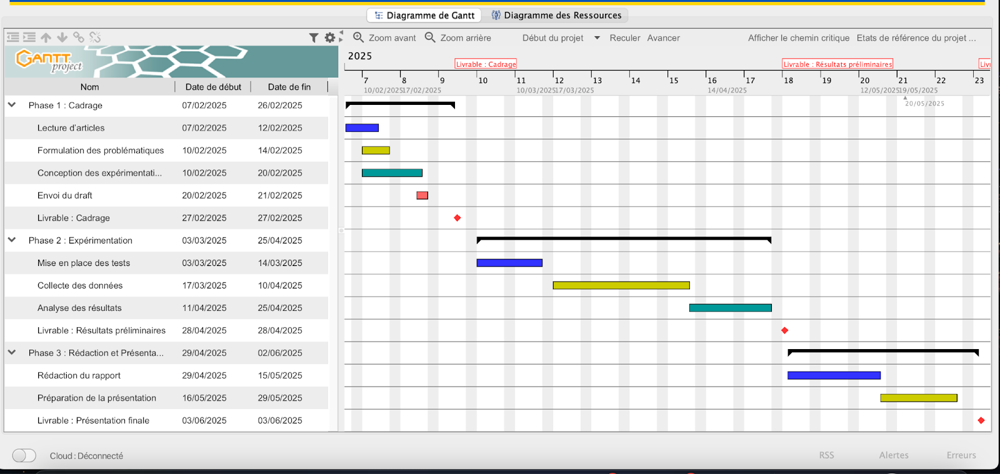 Diagramme de Gantt Diagramme des Ressources
Zoom avant Zoom arrière Début du projet Reculer Avancer Afficher le chemin critique Etats de référence du projet ...
GANTT
project
2025
Livrable : Cadrage Livrable : Résultats préliminaires Livr
Nom Date de début Date de fin
7 8 9 10 11 12 13 14 15 16 17 18 19 20 21 22 23
10/02/2025 17/02/2025 10/03/2025 17/03/2025 14/04/2025 12/05/2025 19/05/2025
20/05/2025
Phase 1 : Cadrage 07/02/2025 26/02/2025
Lecture d'articles 07/02/2025 12/02/2025
Formulation des problématiques 10/02/2025 14/02/2025
Conception des expérimentati... 10/02/2025 20/02/2025
Envoi du draft 20/02/2025 21/02/2025
Livrable : Cadrage 27/02/2025 27/02/2025
Phase 2 : Expérimentation 03/03/2025 25/04/2025
Mise en place des tests 03/03/2025 14/03/2025
Collecte des données 17/03/2025 10/04/2025
Analyse des résultats 11/04/2025 25/04/2025
Livrable : Résultats préliminaires 28/04/2025 28/04/2025
Phase 3 : Rédaction et Présenta... 29/04/2025 02/06/2025
Rédaction du rapport 29/04/2025 15/05/2025
Préparation de la présentation 16/05/2025 29/05/2025
Livrable : Présentation finale 03/06/2025 03/06/2025
Cloud : Déconnecté RSS Alertes Erreurs